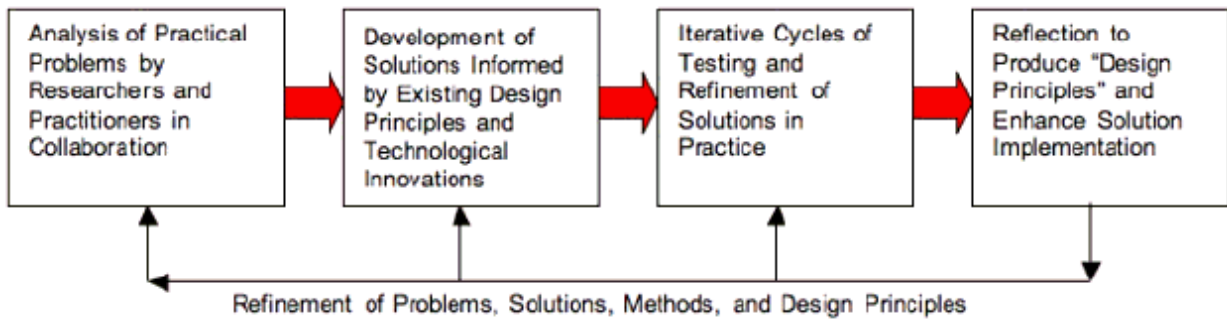 Analysis of Practical
Problems by
Researchers and
Practitioners in
Collaboration
Development of
Solutions Informed
by Existing Design
Principles and
Technological
Innovations
Iterative Cycles of
Testing and
Refinement of
Solutions in
Practice
Reflection to
Produce "Design
Principles" and
Enhance Solution
Implementation
Refinement of Problems, Solutions, Methods, and Design Principles